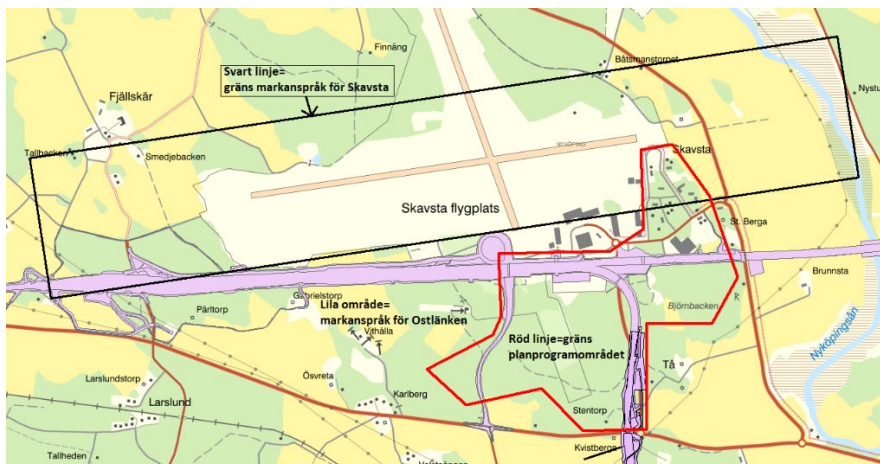 Finnäng
Båtsmanstorpet
Svart linje=
gräns markanspråk för Skavsta
Fjällskär
Nystu
Tallbacken
Smedjebacken
Skavsta
Skavsta flygplats
St. Berga
Brunnsta
Gabrielstorp
Lila område=
markanspråk för Ostlänken
Pärltorp
Björnbacken
Vithälla
Röd linje=gräns
planprogramområdet
Nyköpingsån
Tå
Ösvreta
Larslundstorp
Karlberg
Larslund
Stentorp
Kvistberga
Tallheden